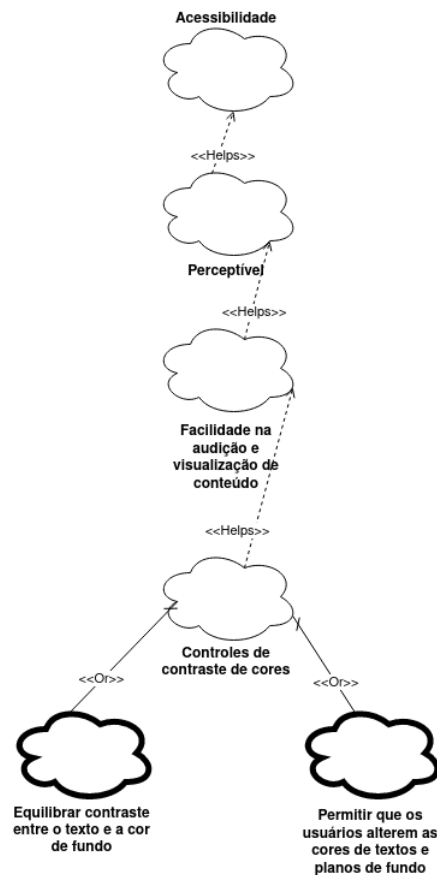 Acessibilidade
<<Helps>>
Perceptível
<<Helps>>
Facilidade na
audição e
visualização de
conteúdo
<<Helps>>
Controles de
contraste de cores
<<Or>>
<<Or>>
Equilibrar contraste
entre o texto e a cor
de fundo
Permitir que os
usuários alterem as
cores de textos e
planos de fundo